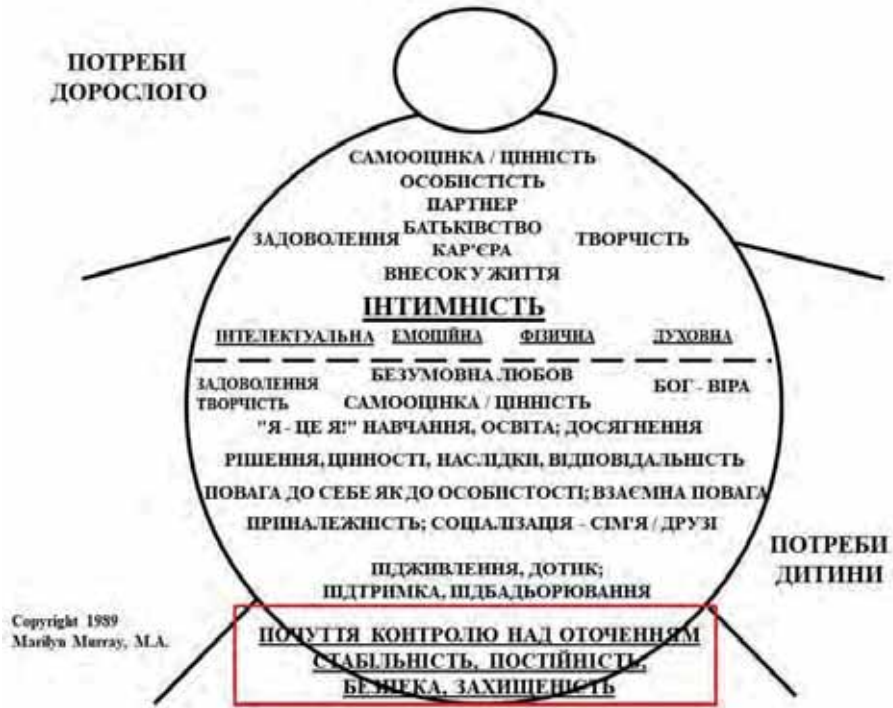 ПОТРЕБИ
ДОРОСЛОГО
САМООЦІНКА / ЦІННІСТЬ
ОСОБИСТІСТЬ
ПАРТНЕР
БАТЬКІВСТВО
ЗАДОВОЛЕННЯ
ТВОРЧІСТЬ
КАР'ЄРА
ВНЕСОК У ЖИТТЯ
ІНТИМНІСТЬ
ІНТЕЛЕКТУАЛЬНА ЕМОЦІЙНА ФІЗИЧНА ДУХОВНА
БЕЗУМОВНА ЛЮБОВ
ЗАДОВОЛЕННЯ
ТВОРЧІСТЬ
БОГ - ВІРА
САМООЦІНКА / ЦІННІСТЬ
"Я - ЦЕ Я!" НАВЧАННЯ, ОСВІТА; ДОСЯГНЕННЯ
РІШЕННЯ, ЦІННОСТІ, НАСЛІДКИ, ВІДПОВІДАЛЬНІСТЬ
ПОВАГА ДО СЕБЕ ЯК ДО ОСОБИСТОСТІ; ВЗАЄМНА ПОВАГА
ПРИНАЛЕЖНІСТЬ; СОЦІАЛІЗАЦІЯ - СІМ'Я / ДРУЗІ
ПОТРЕБИ
ДИТИНИ
ПІДЖИВЛЕННЯ, ДОТИК;
ПІДТРИМКА, ПІДБАДЬОРЮВАННЯ
Copyright 1989
Marilyn Murray, M.A.
ПОЧУТТЯ КОНТРОЛЮ НАД ОТОЧЕННЯМ
СТАБІЛЬНІСТЬ, ПОСТІЙНІСТЬ,
БЕЗПЕКА, ЗАХИЩЕНІСТЬ